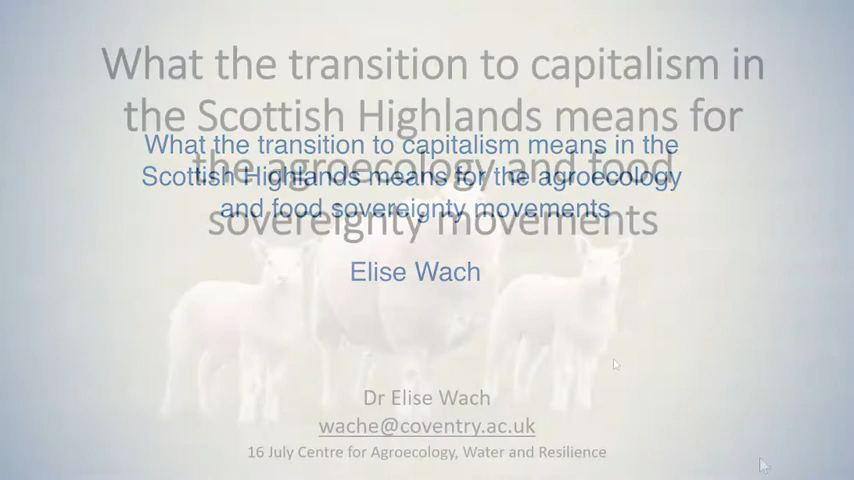 What the transition to capitalism in
the Scottish Highlands means for
the agroecology and food
sovereignty movements
What the transition to capitalism means in the
Scottish Highlands means for the agroecology
and food sovereignty movements
Elise Wach
Dr Elise Wach
wache@coventry.ac.uk
16 July Centre for Agroecology, Water and Resilience